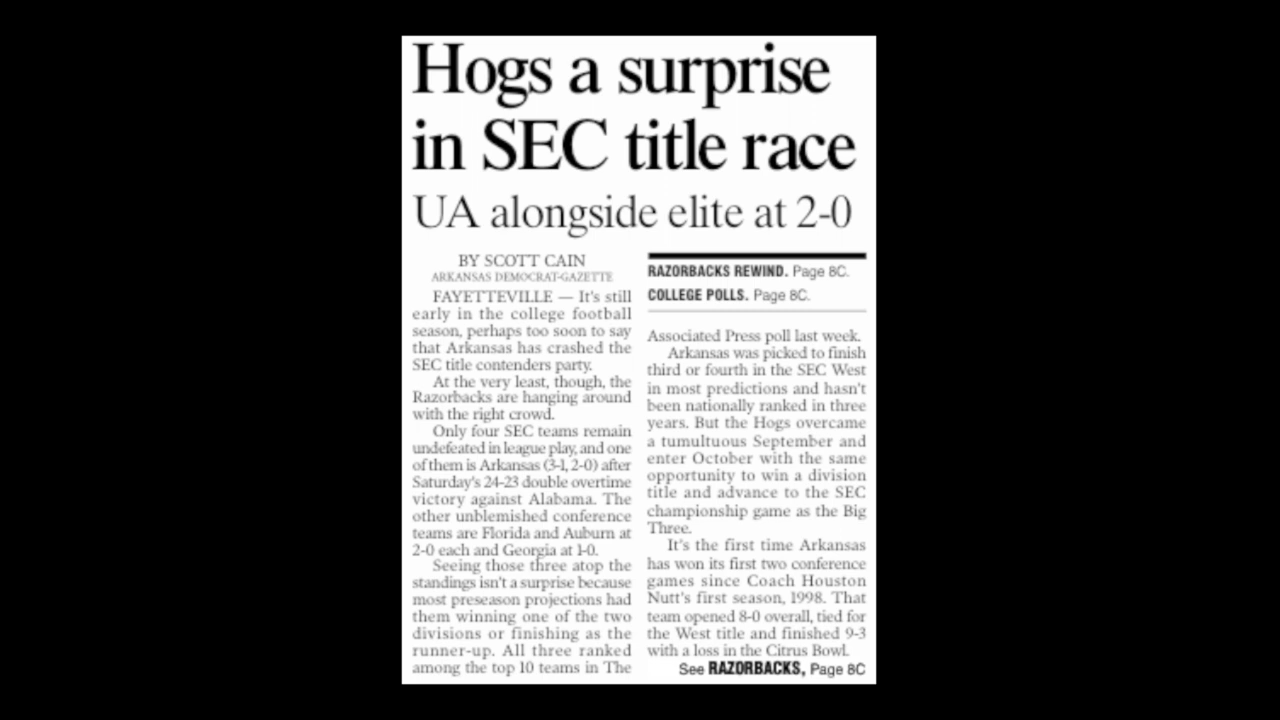 Hogs a surprise
in SEC title race
UA alongside elite at 2-0
BY SCOTT CAIN
ARKANSAS DEMOCRAT-GAZETTE
FAYETTEVILLE — It's still
early in the college football
season, perhaps too soon to say
that Arkansas has crashed the
SEC title contenders party.
At the very least, though, the
Razorbacks are hanging around
with the right crowd.
Only four SEC teams remain
undefeated in league play, and one
of them is Arkansas (3-1, 2-0) after
Saturday's 24-23 double overtime
victory against Alabama. The
other unblemished conference
teams are Florida and Auburn at
2-0 each and Georgia at 1-0.
Seeing those three atop the
standings isn't a surprise because
most preseason projections had
them winning one of the two
divisions or finishing as the
runner-up. All three ranked
among the top 10 teams in The
RAZORBACKS REWIND. Page 8C.
COLLEGE POLLS. Page 8C.
Associated Press poll last week.
Arkansas was picked to finish
third or fourth in the SEC West
in most predictions and hasn't
been nationally ranked in three
years. But the Hogs overcame
a tumultuous September and
enter October with the same
opportunity to win a division
title and advance to the SEC
championship game as the Big
Three.
It's the first time Arkansas
has won its first two conference
games since Coach Houston
Nutt's first season, 1998. That
team opened 8-0 overall, tied for
the West title and finished 9-3
with a loss in the Citrus Bowl.
See RAZORBACKS, Page 8C